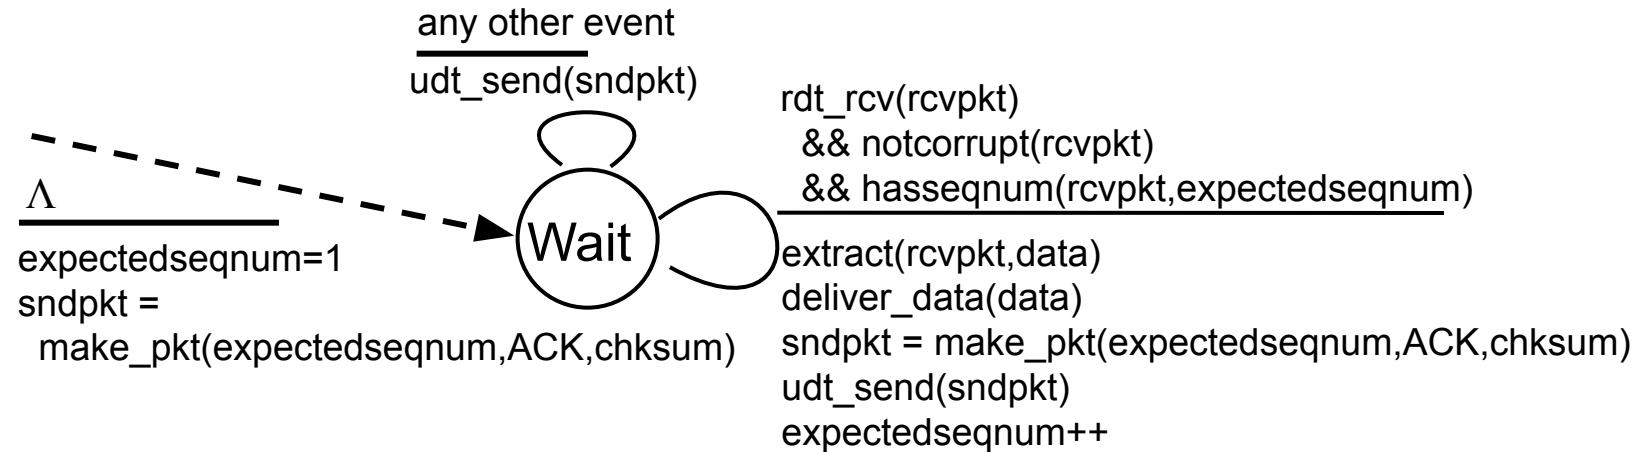 any other event
udt_send(sndpkt)
rdt_rcv(rcvpkt)
&& notcorrupt(rcvpkt)
&& hasseqnum(rcvpkt,expectedseqnum)
Λ
expectedseqnum=1
sndpkt =
make_pkt(expectedseqnum,ACK,chksum)
Wait
extract(rcvpkt,data)
deliver_data(data)
sndpkt = make_pkt(expectedseqnum,ACK,chksum)
udt_send(sndpkt)
expectedseqnum++